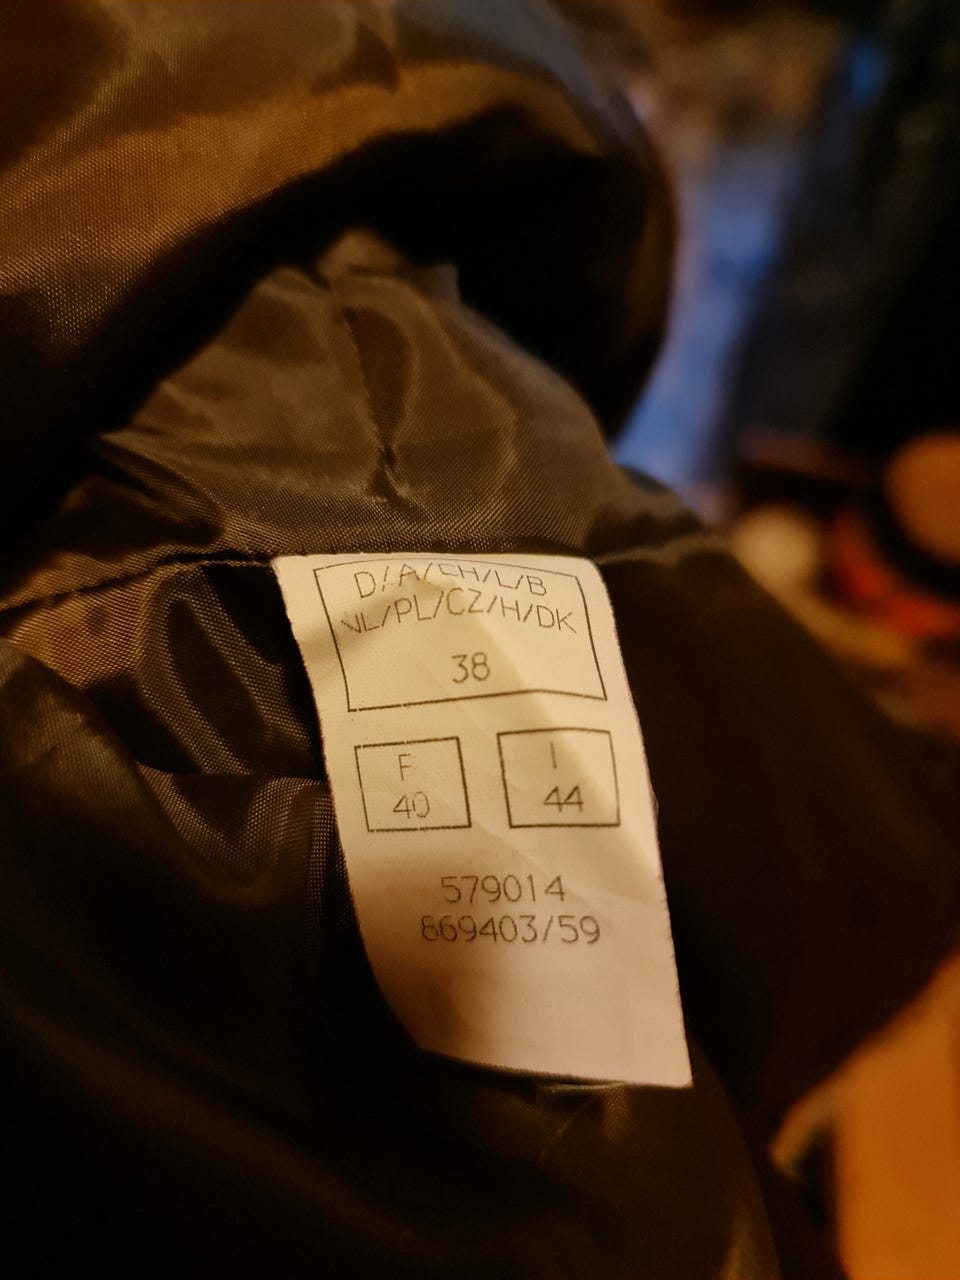 D/A/CH/L/B
NL/PL/CZ/H/DK
38
F
40
I
44
579014
869403/59